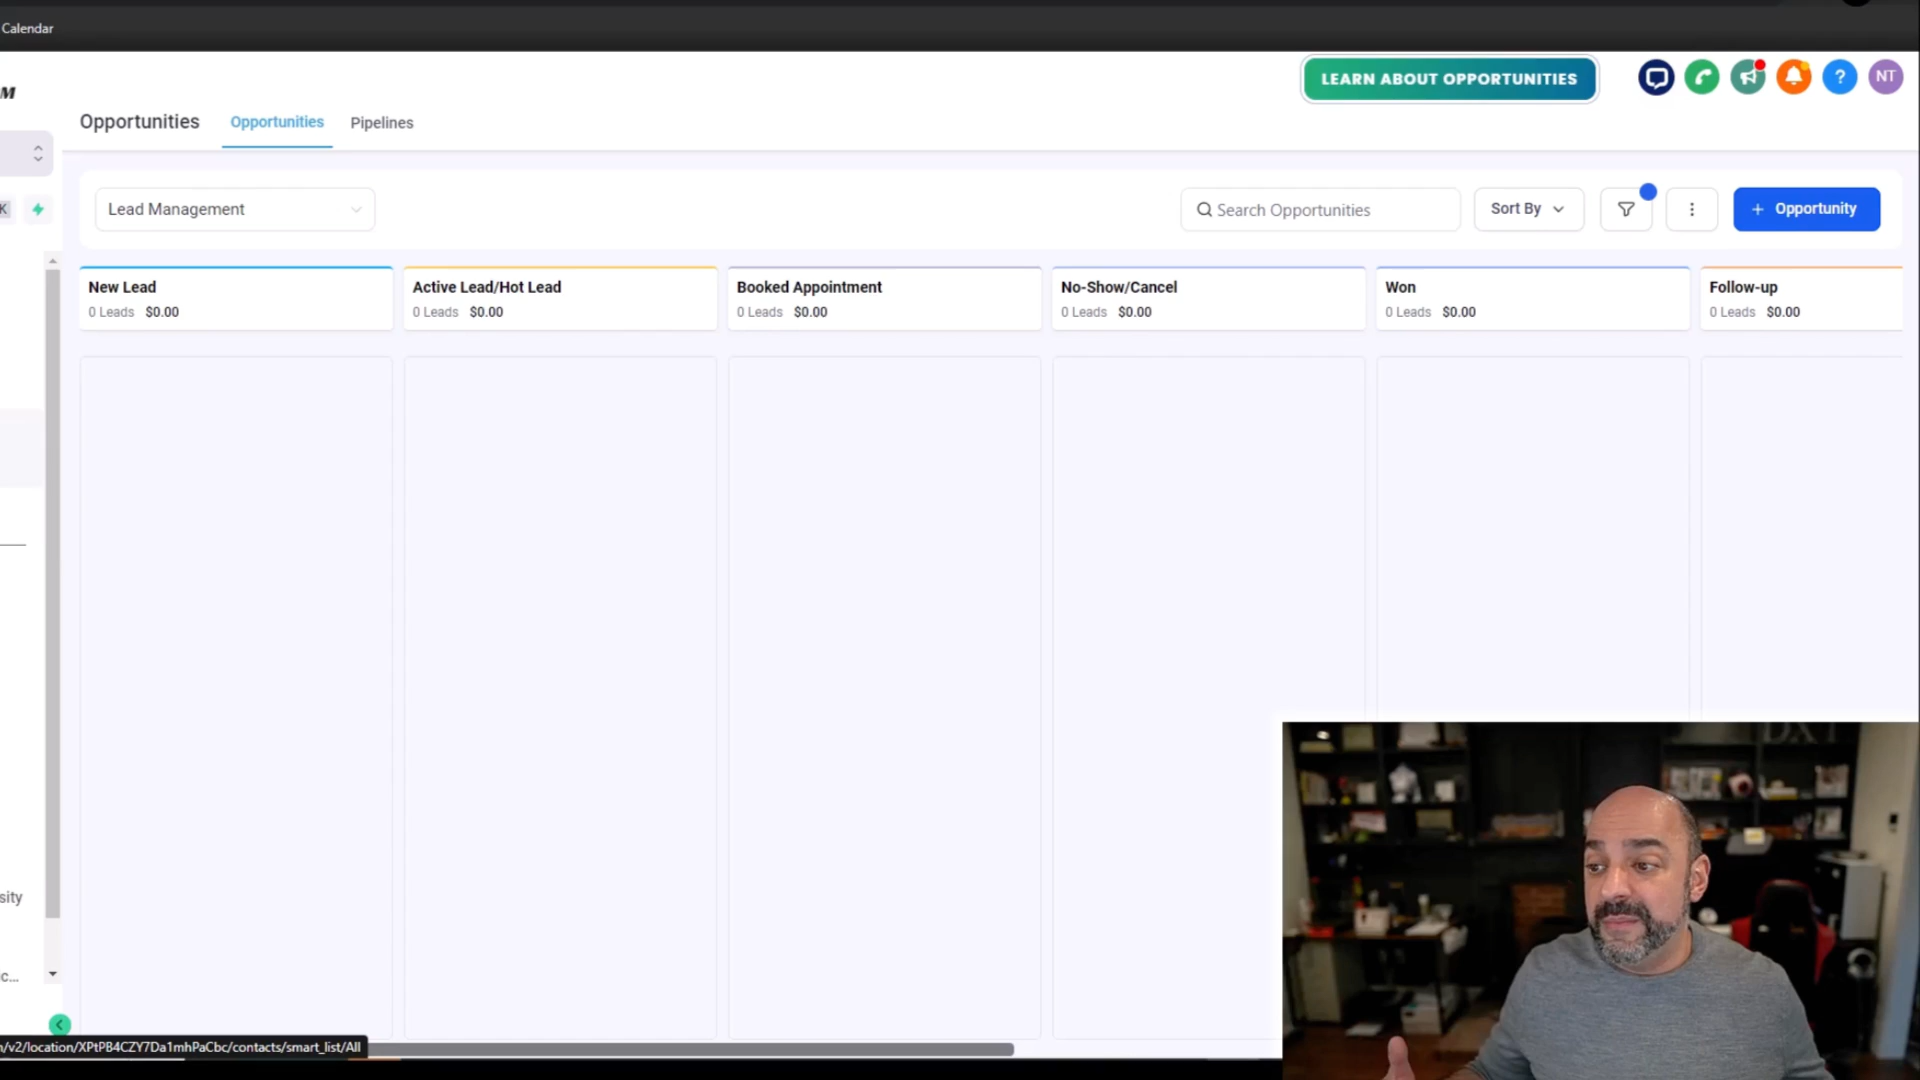 Calendar
M
LEARN ABOUT OPPORTUNITIES
? NT
Opportunities Opportunities Pipelines
K
Lead Management
Search Opportunities
Sort By
+ Opportunity
New Lead
0 Leads $0.00
Active Lead/Hot Lead
0 Leads $0.00
Booked Appointment
0 Leads $0.00
No-Show/Cancel
0 Leads $0.00
Won
0 Leads $0.00
Follow-up
0 Leads $0.00
sity
c...
/v2/location/XPtPB4CZY7Da1mhPaCbc/contacts/smart_list/All